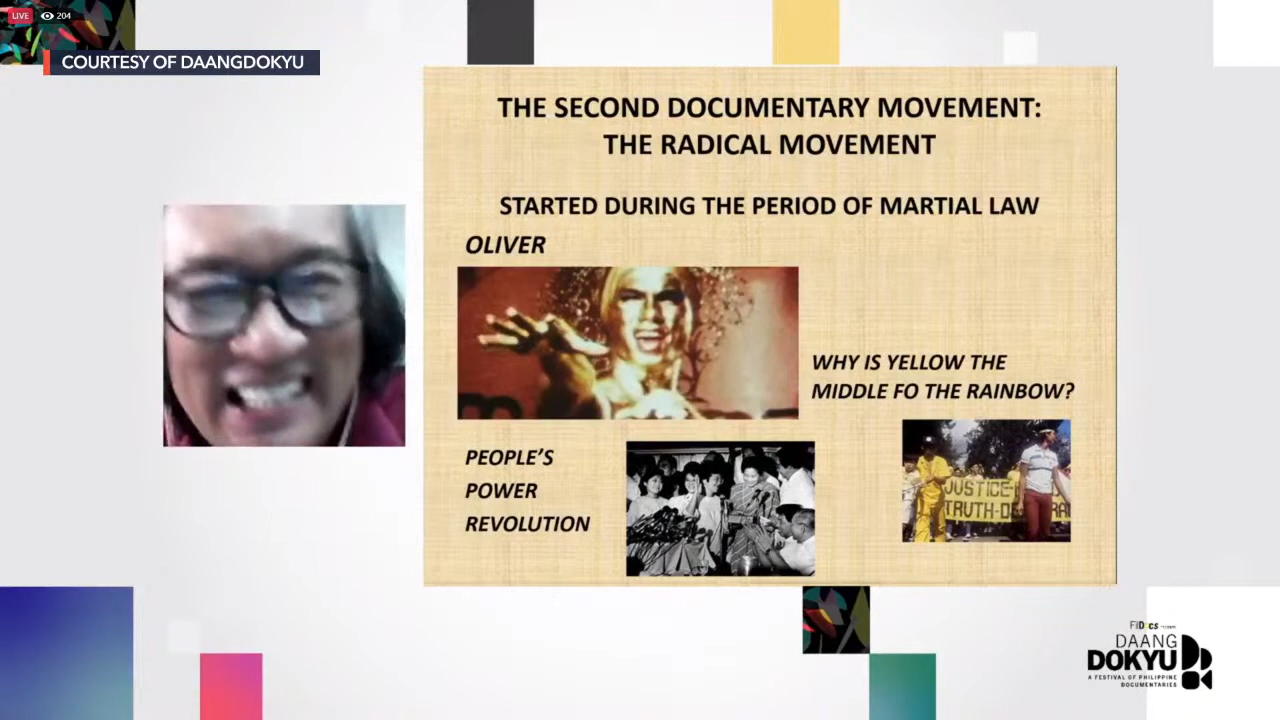 LIVE 204
COURTESY OF DAANGDOKYU
THE SECOND DOCUMENTARY MOVEMENT:
THE RADICAL MOVEMENT
STARTED DURING THE PERIOD OF MARTIAL LAW
OLIVER
WHY IS YELLOW THE
MIDDLE FO THE RAINBOW?
PEOPLE'S
POWER
REVOLUTION
JUSTICE
TRUTH-DE
FilDocs
DAANG
DOKYU
A FESTIVAL OF PHILIPPINE
DOCUMENTARIES